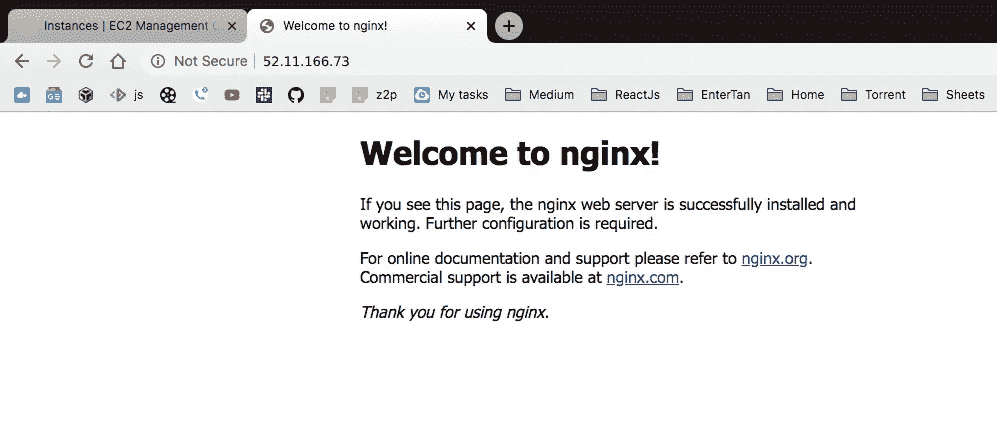 Instances | EC2 Management
Welcome to nginx!
Not Secure | 52.11.166.73
js
z2p
My tasks
Medium
ReactJs
EnterTan
Home
Torrent
Sheets
Welcome to nginx!
If you see this page, the nginx web server is successfully installed and
working. Further configuration is required.
For online documentation and support please refer to nginx.org.
Commercial support is available at nginx.com.
Thank you for using nginx.